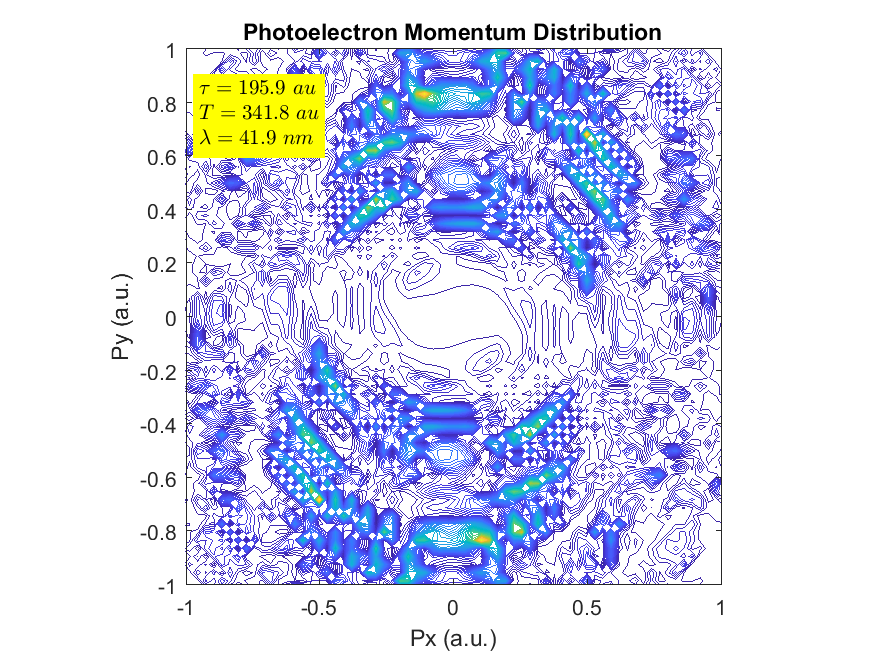 Photoelectron Momentum Distribution
τ = 195.9 au
T = 341.8 au
λ = 41.9 nm
1
0.8
0.6
0.4
0.2
0
-0.2
-0.4
-0.6
-0.8
-1
Py (a.u.)
-1 -0.5 0 0.5 1
Px (a.u.)